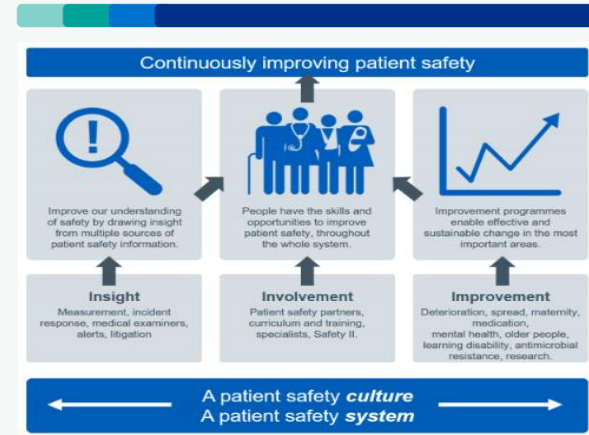 Continuously improving patient safety
!
Improve our understanding
of safety by drawing insight
from multiple sources of
patient safety information.
People have the skills and
opportunities to improve
patient safety, throughout
the whole system.
Improvement programmes
enable effective and
sustainable change in the most
important areas.
Insight
Measurement, incident
response, medical examiners,
alerts, litigation
Involvement
Patient safety partners,
curriculum and training,
specialists, Safety II.
Improvement
Deterioration, spread, maternity,
medication,
mental health, older people,
learning disability, antimicrobial
resistance, research.
A patient safety culture
A patient safety system